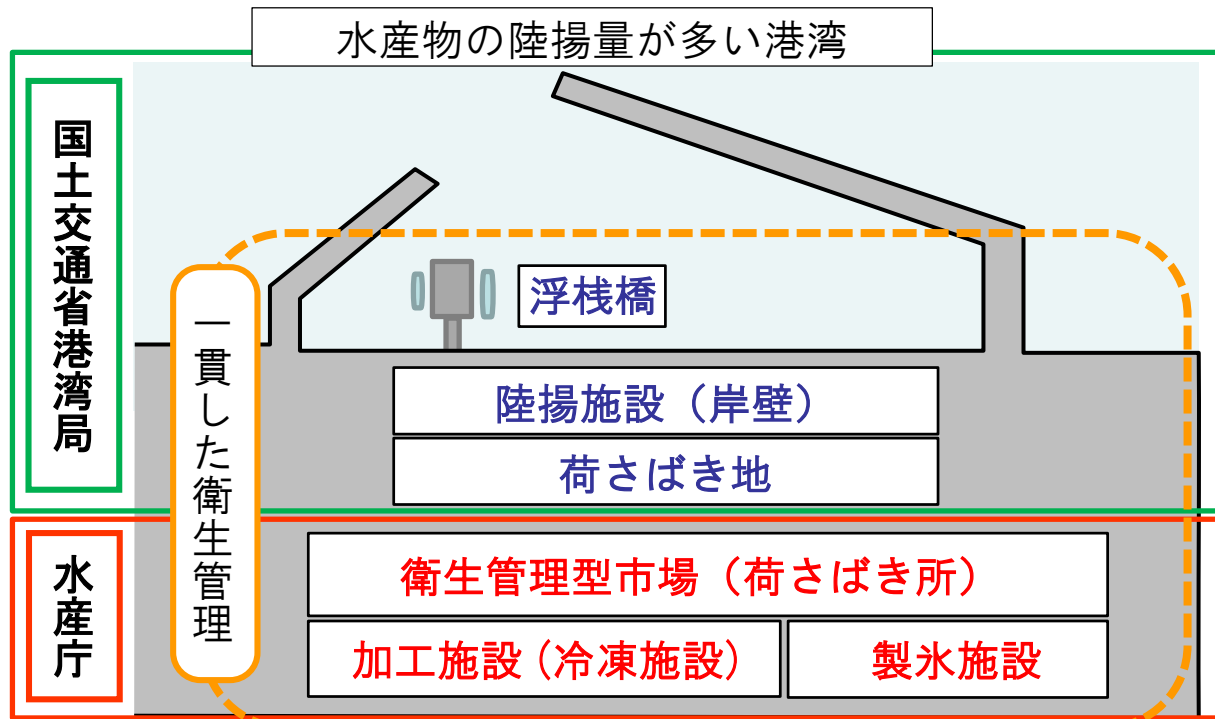 水産物の陸揚量が多い港湾
国土交通省港湾局
一貫した衛生管理
浮桟橋
陸揚施設（岸壁）
荷さばき地
水産庁
衛生管理型市場（荷さばき所）
加工施設（冷凍施設）
製氷施設